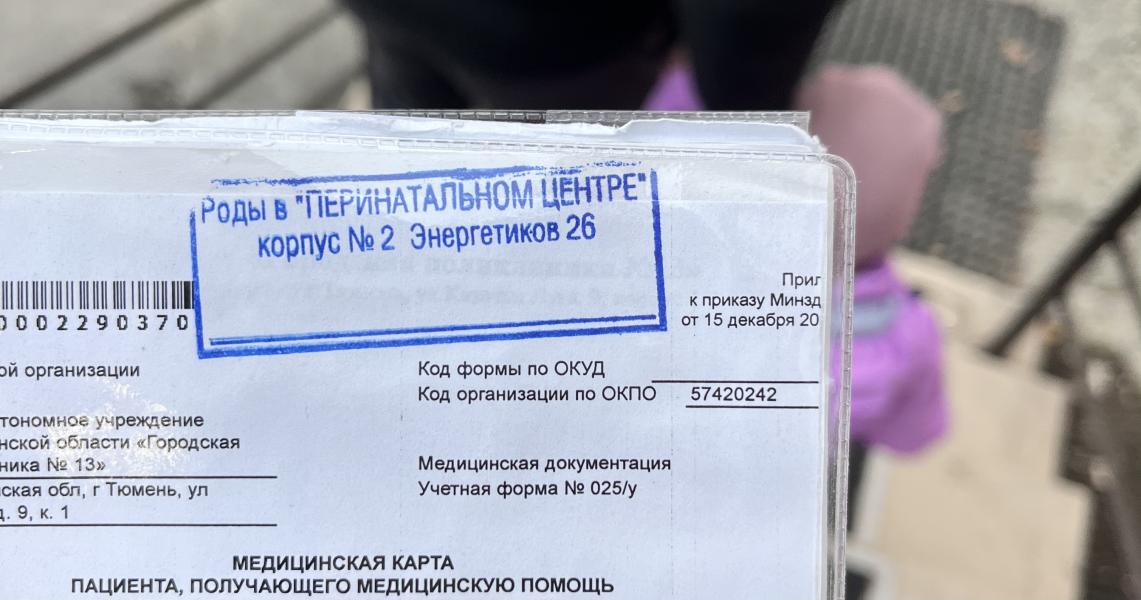 Роды в "ПЕРИНАТАЛЬНОМ ЦЕНТРЕ"
корпус № 2 Энергетиков 26
0002290370
Прил
к приказу Минзд
от 15 декабря 20
ой организации
Код формы по ОКУД
Код организации по ОКПО 57420242
тономное учреждение
нской области «Городская
ника № 13»
ская обл, г Тюмень, ул
д. 9, к. 1
Медицинская документация
Учетная форма № 025/у
МЕДИЦИНСКАЯ КАРТА
ПАЦИЕНТА, ПОЛУЧАЮЩЕГО МЕДИЦИНСКУЮ ПОМОЩЬ